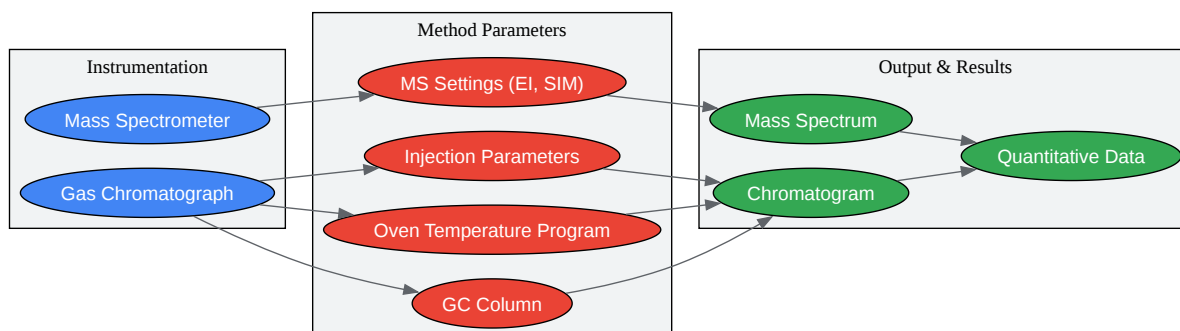 Instrumentation
Mass Spectrometer
Gas Chromatograph
Method Parameters
MS Settings (EI, SIM)
Injection Parameters
Oven Temperature Program
GC Column
Output & Results
Mass Spectrum
Chromatogram
Quantitative Data